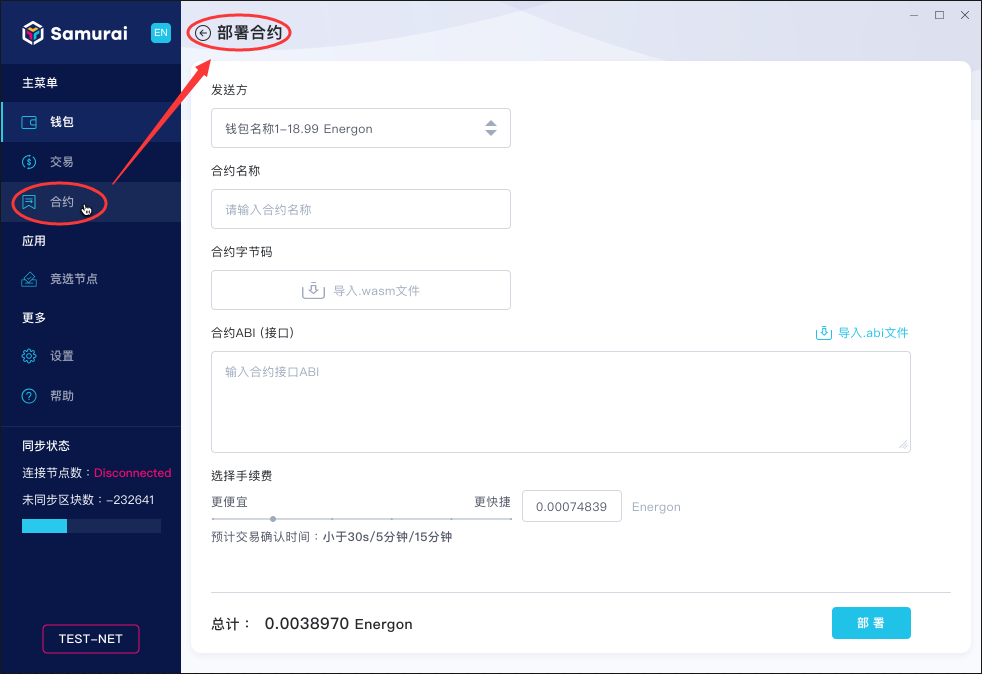 Samurai
EN
主菜单
钱包
交易
合约
应用
竞选节点
更多
设置
帮助
同步状态
连接节点数：Disconnected
未同步区块数：-232641
TEST-NET
部署合约
发送方
钱包名称1-18.99 Energon
合约名称
请输入合约名称
合约字节码
导入.wasm文件
合约ABI (接口)
导入.abi文件
输入合约接口ABI
选择手续费
更便宜
更快捷
0.00074839
Energon
预计交易确认时间：小于30s/5分钟/15分钟
总计： 0.0038970 Energon
部 署